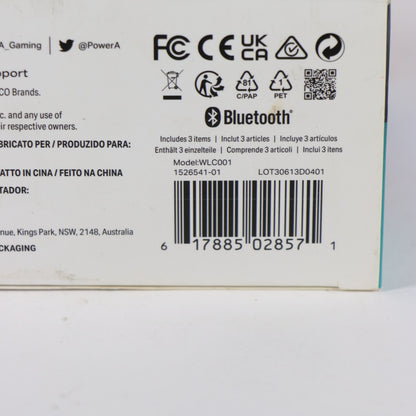 A_Gaming | @PowerA
FC CE UK CA
pport
CO Brands.
81 1
C/PAP PET
c. and any use of
eir respective owners.
Bluetooth®
Includes 3 items | Inclut 3 articles | Incluye 3 artículos
BRICATO PER / PRODUZIDO PARA:
Enthält 3 einzelteile | Comprende 3 articoli | Inclui 3 itens
Model:WLC001
ATTO IN CINA / FEITO NA CHINA
1526541-01 LOT30613D0401
TADOR:
enue, Kings Park, NSW, 2148, Australia
CKAGING
6 17885 02857 1